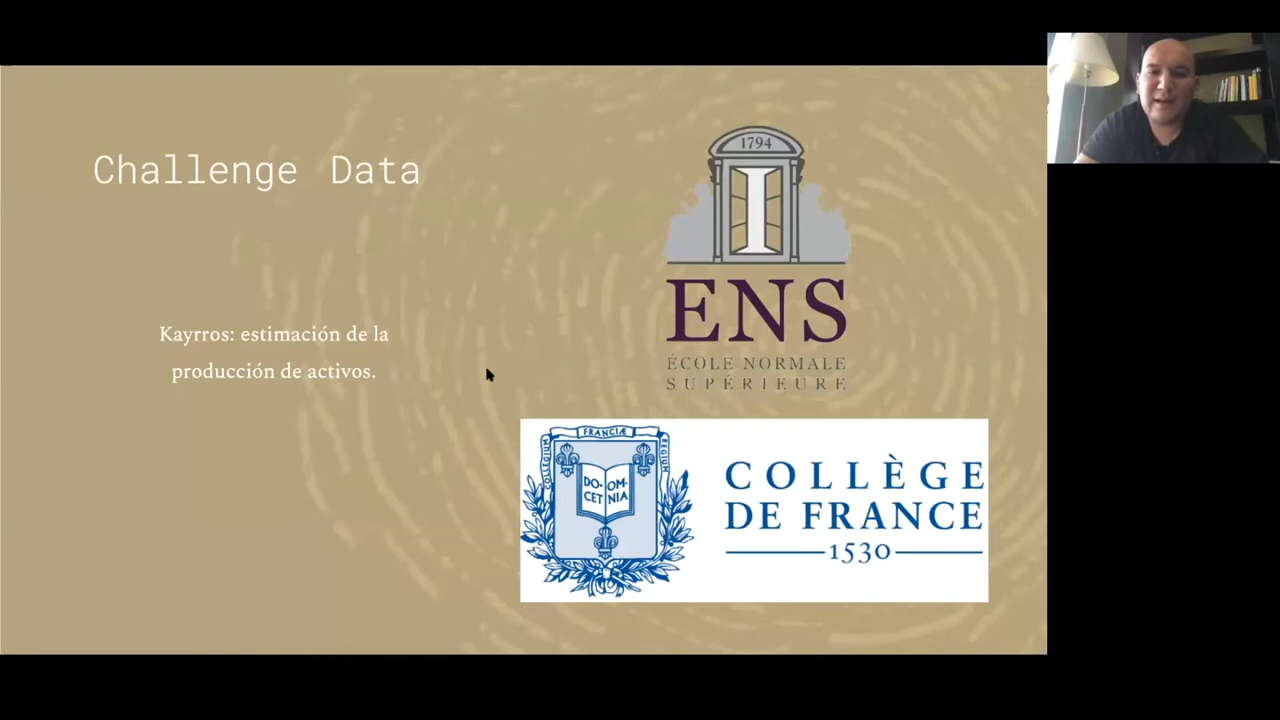 Challenge Data
Kayrros: estimación de la
producción de activos.
1794
ENS
ÉCOLE NORMALE
SUPÉRIEURE
FRANCIÆ
COLLEGIUM
REGIUM
DO-
CET
OM-
NIA
COLLÈGE
DE FRANCE
1530